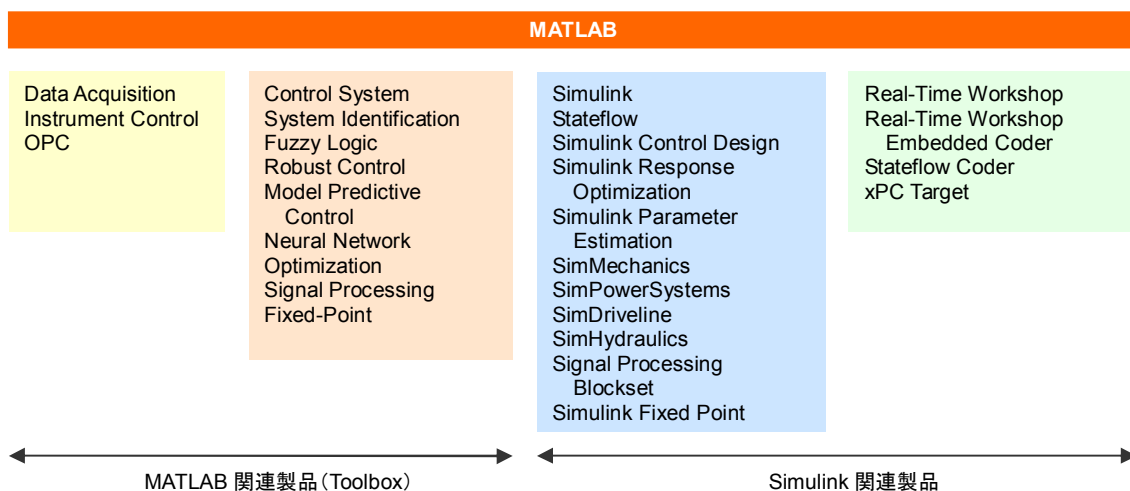 MATLAB
Data Acquisition
Instrument Control
OPC
Control System
System Identification
Fuzzy Logic
Robust Control
Model Predictive
Control
Neural Network
Optimization
Signal Processing
Fixed-Point
Simulink
Stateflow
Simulink Control Design
Simulink Response
Optimization
Simulink Parameter
Estimation
SimMechanics
SimPowerSystems
SimDriveline
SimHydraulics
Signal Processing
Blockset
Simulink Fixed Point
Real-Time Workshop
Real-Time Workshop
Embedded Coder
Stateflow Coder
xPC Target
MATLAB 関連製品（Toolbox）
Simulink 関連製品